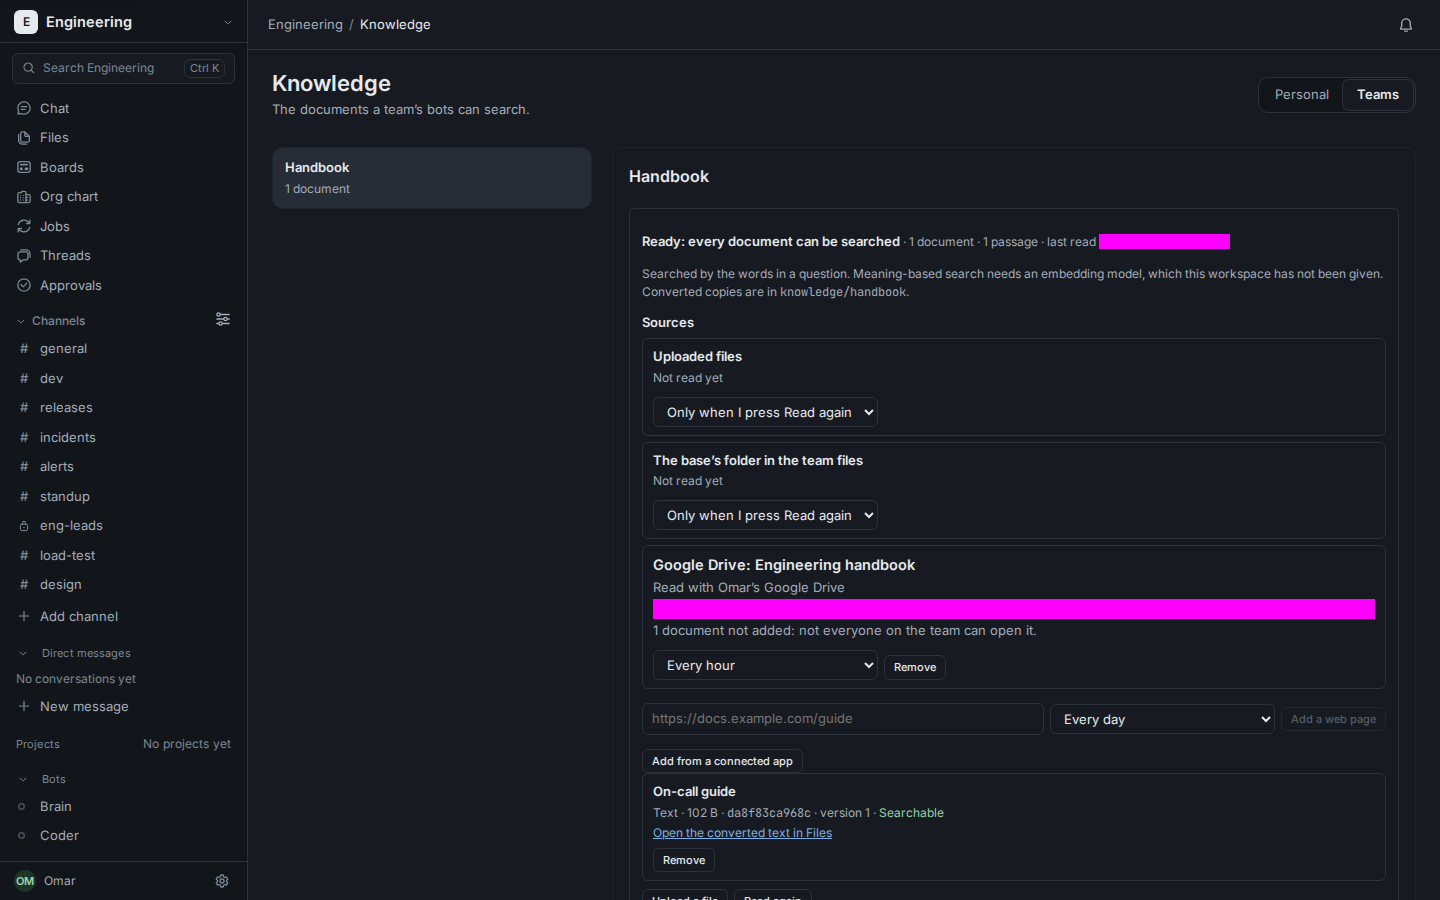 E Engineering
Search Engineering Ctrl K
Chat
Files
Boards
Org chart
Jobs
Threads
Approvals
Channels
# general
# dev
# releases
# incidents
# alerts
# standup
eng-leads
# load-test
# design
Add channel
Direct messages
No conversations yet
New message
Projects No projects yet
Bots
Brain
Coder
OM Omar
Engineering / Knowledge
Knowledge
The documents a team’s bots can search.
Personal Teams
Handbook
1 document
Handbook
Ready: every document can be searched · 1 document · 1 passage · last read
Searched by the words in a question. Meaning-based search needs an embedding model, which this workspace has not been given.
Converted copies are in knowledge/handbook.
Sources
Uploaded files
Not read yet
Only when I press Read again
The base’s folder in the team files
Not read yet
Only when I press Read again
Google Drive: Engineering handbook
Read with Omar’s Google Drive
1 document not added: not everyone on the team can open it.
Every hour Remove
https://docs.example.com/guide Every day Add a web page
Add from a connected app
On-call guide
Text · 102 B · da8f83ca968c · version 1 · Searchable
Open the converted text in Files
Remove
Upload a file Read again